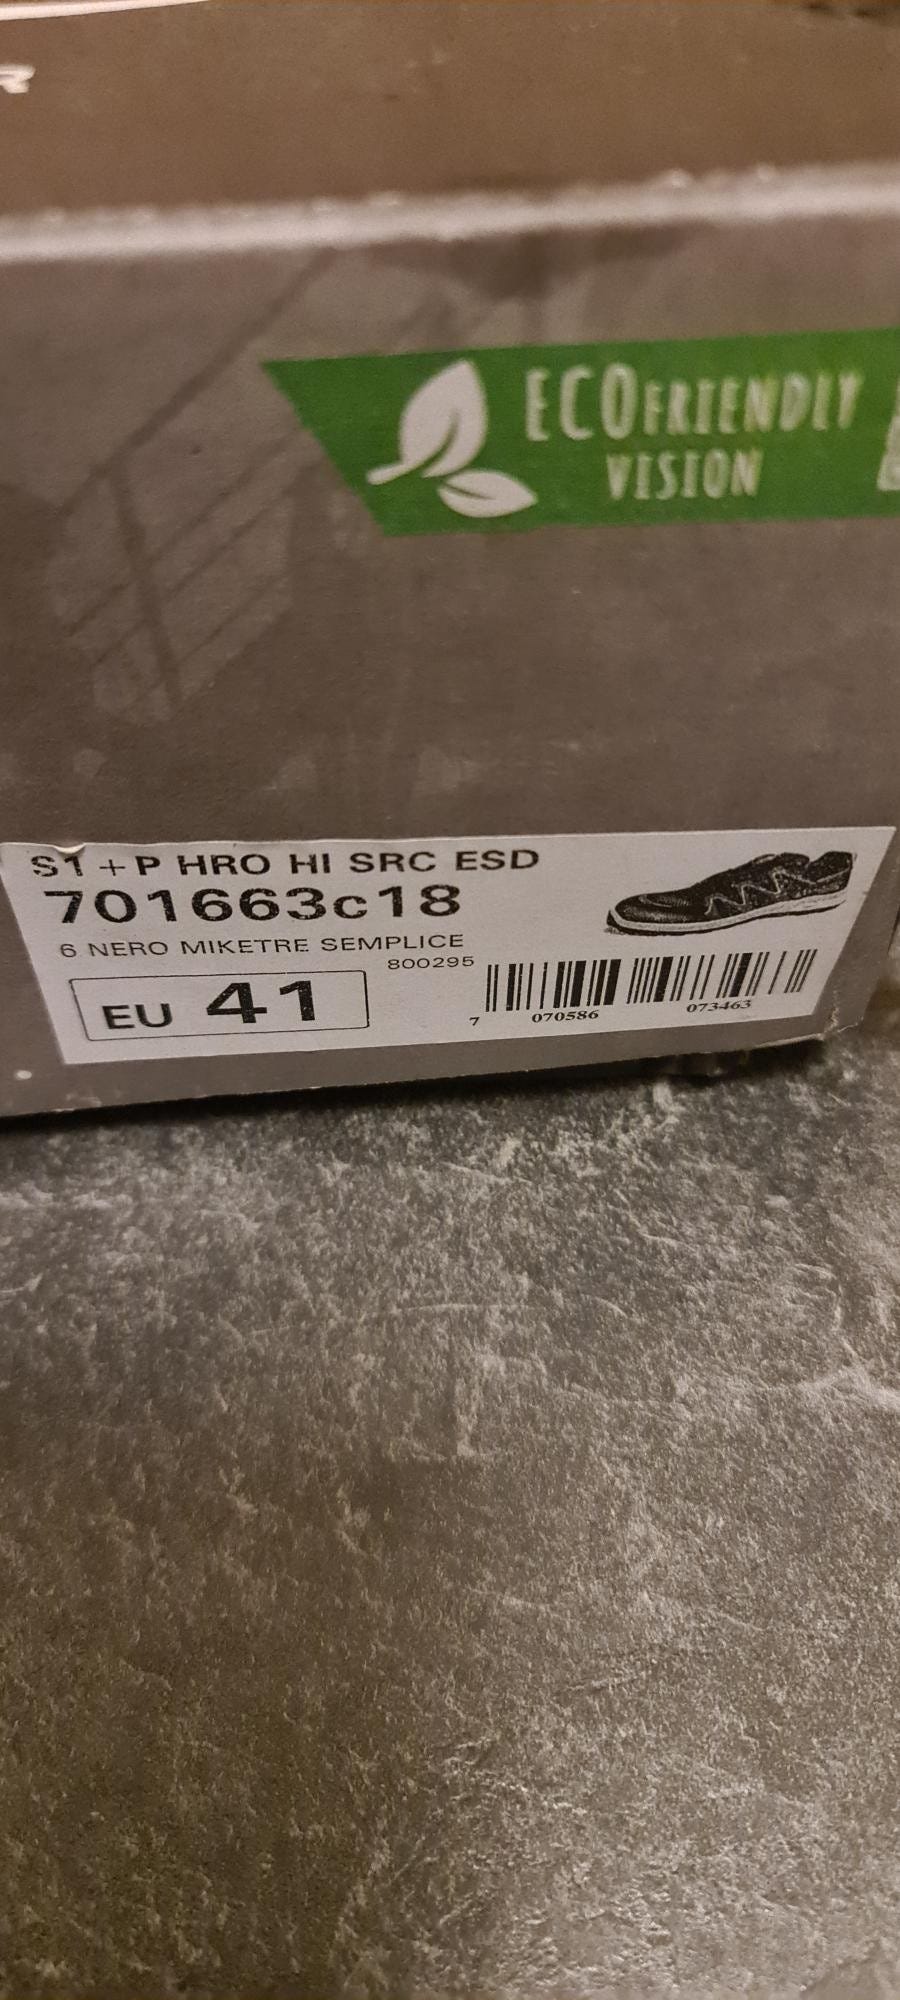 R
ECOFRIENDLY
VISION
S1+P HRO HI SRC ESD
701663c18
6 NERO MIKETRE SEMPLICE
800295
EU 41
7 070586 073463